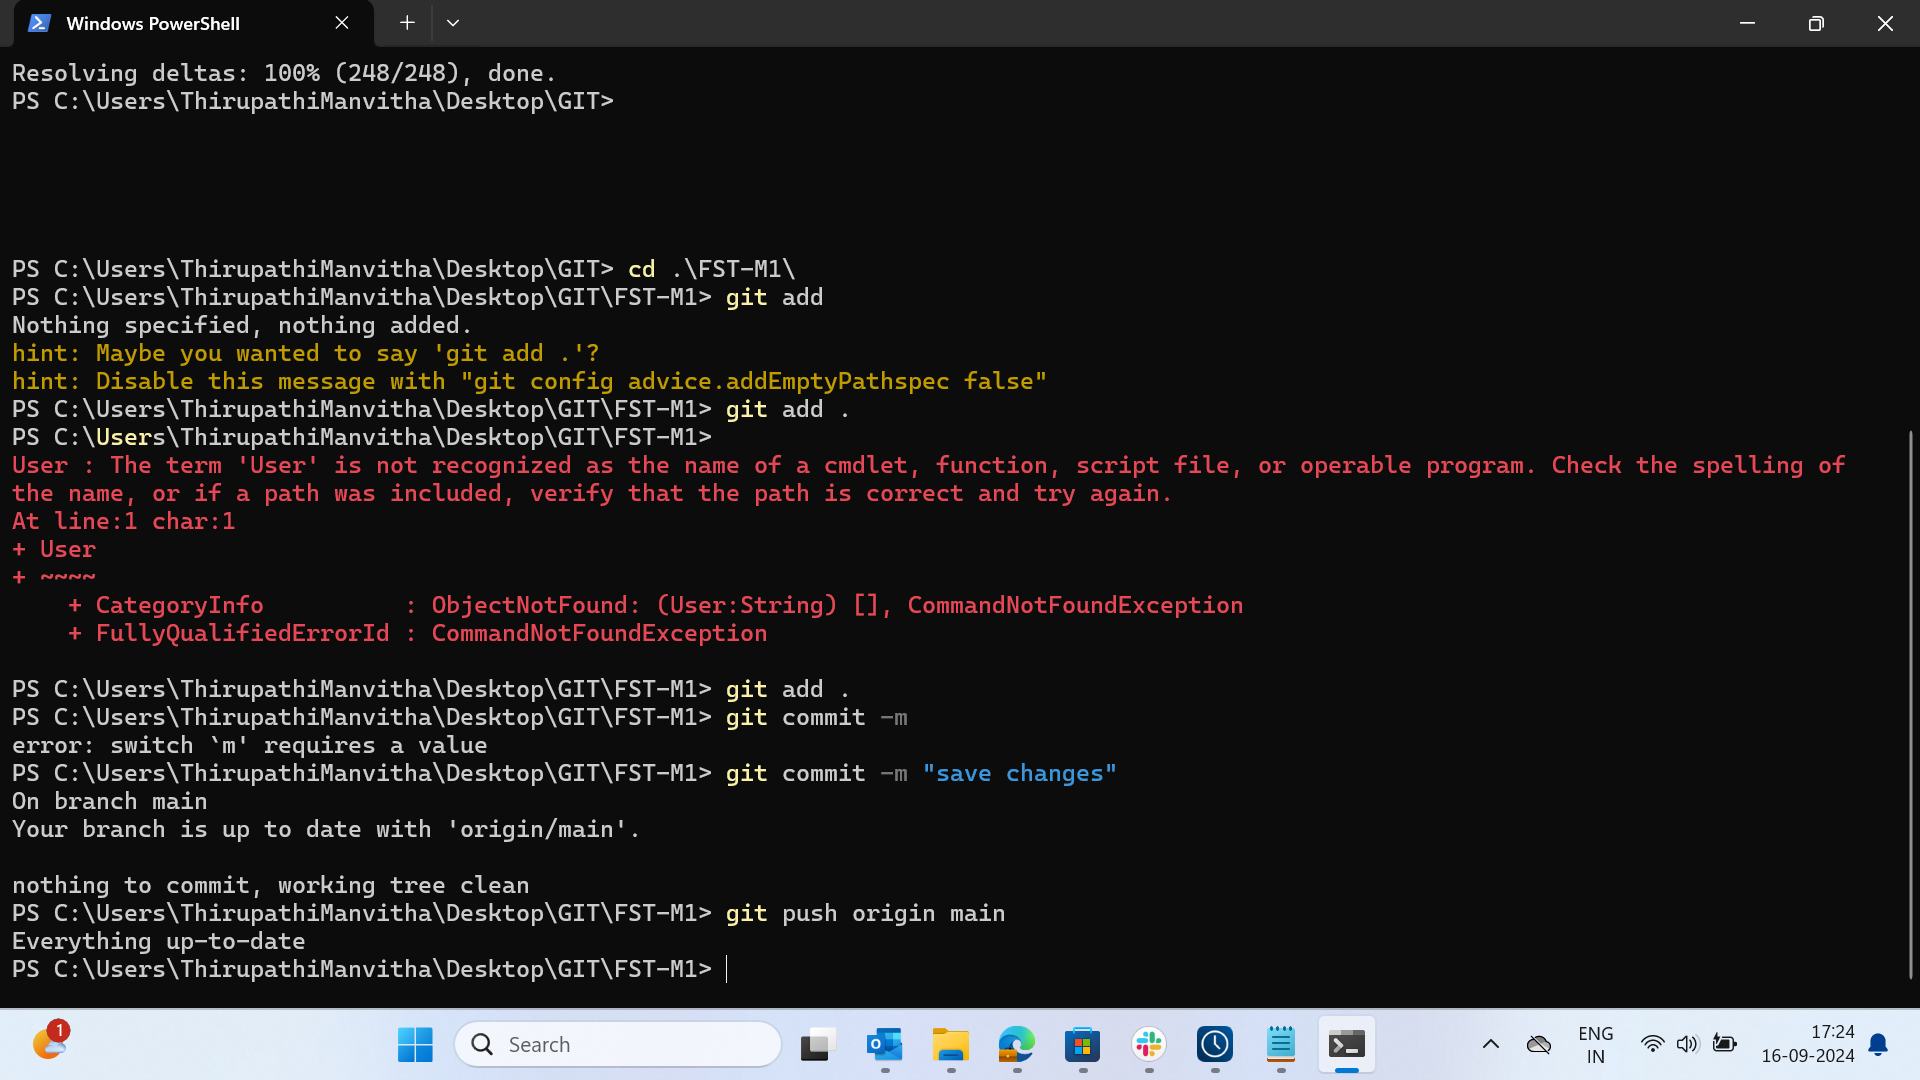 Windows PowerShell
Resolving deltas: 100% (248/248), done.
PS C:\Users\ThirupathiManvitha\Desktop\GIT>
PS C:\Users\ThirupathiManvitha\Desktop\GIT> cd .\FST-M1\
PS C:\Users\ThirupathiManvitha\Desktop\GIT\FST-M1> git add
Nothing specified, nothing added.
hint: Maybe you wanted to say 'git add .'?
hint: Disable this message with "git config advice.addEmptyPathspec false"
PS C:\Users\ThirupathiManvitha\Desktop\GIT\FST-M1> git add .
PS C:\Users\ThirupathiManvitha\Desktop\GIT\FST-M1>
User : The term 'User' is not recognized as the name of a cmdlet, function, script file, or operable program. Check the spelling of
the name, or if a path was included, verify that the path is correct and try again.
At line:1 char:1
+ User
+ ~~~~
    + CategoryInfo          : ObjectNotFound: (User:String) [], CommandNotFoundException
    + FullyQualifiedErrorId : CommandNotFoundException
PS C:\Users\ThirupathiManvitha\Desktop\GIT\FST-M1> git add .
PS C:\Users\ThirupathiManvitha\Desktop\GIT\FST-M1> git commit -m
error: switch `m' requires a value
PS C:\Users\ThirupathiManvitha\Desktop\GIT\FST-M1> git commit -m "save changes"
On branch main
Your branch is up to date with 'origin/main'.
nothing to commit, working tree clean
PS C:\Users\ThirupathiManvitha\Desktop\GIT\FST-M1> git push origin main
Everything up-to-date
PS C:\Users\ThirupathiManvitha\Desktop\GIT\FST-M1>
1
Search
ENG
IN
17:24
16-09-2024